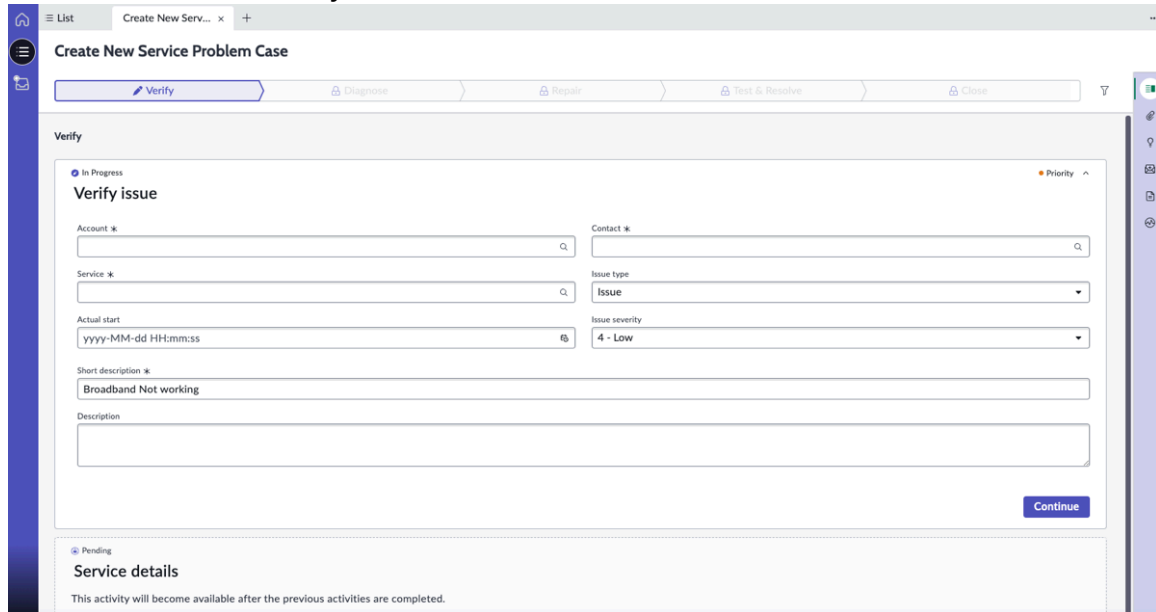 List
Create New Serv...
Create New Service Problem Case
Verify
Diagnose
Repair
Test & Resolve
Close
Verify
In Progress
Priority
Verify issue
Account *
Contact *
Service *
Issue type
Issue
Actual start
Issue severity
yyyy-MM-dd HH:mm:ss
4 - Low
Short description *
Broadband Not working
Description
Continue
Pending
Service details
This activity will become available after the previous activities are completed.